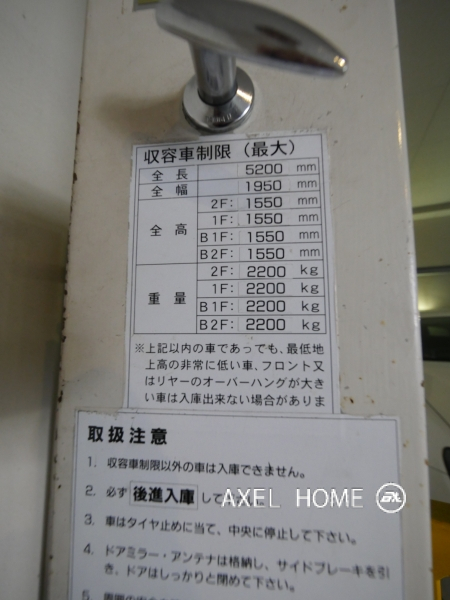 収容車制限（最大）
全長 5200 mm
全幅 1950 mm
全高 2F: 1550 mm
1F: 1550 mm
B1F: 1550 mm
B2F: 1550 mm
重量 2F: 2200 kg
1F: 2200 kg
B1F: 2200 kg
B2F: 2200 kg
※上記以内の車であっても、最低地
上高の非常に低い車、フロント又
はリヤーのオーバーハングが大き
い車は入庫出来ない場合がありま
取扱注意
1. 収容車制限以外の車は入庫できません。
2. 必ず 後進入庫 して
AXEL HOME
3. 車はタイヤ止めに当て、中央に停止して下さい。
4. ドアミラー・アンテナは格納し、サイドブレーキを引
き、ドアはしっかりと閉めて下さい。
5.